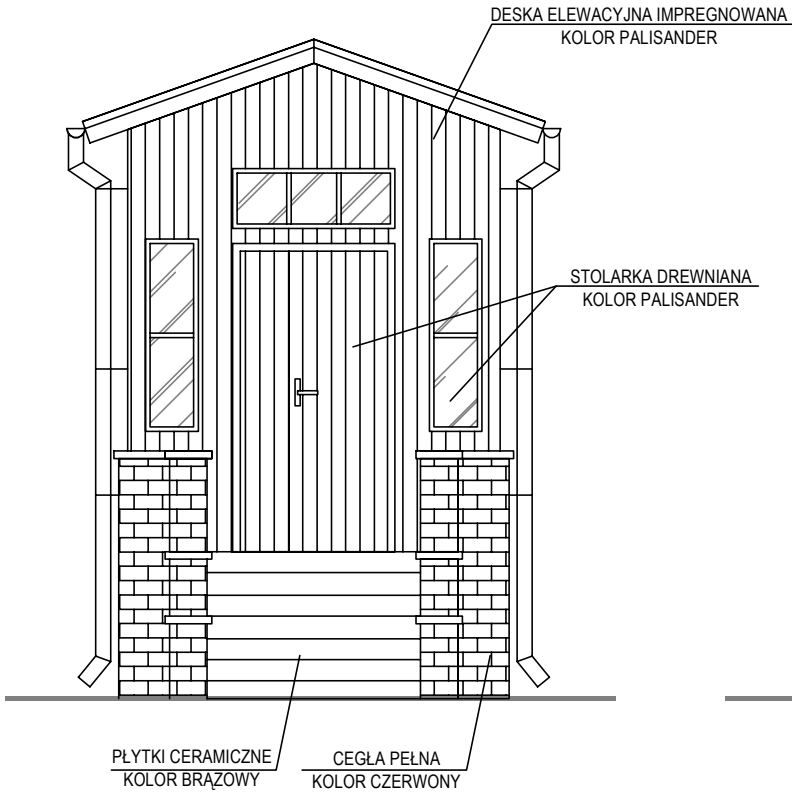 DESKA ELEWACYJNA IMPREGNOWANA
KOLOR PALISANDER
STOLARKA DREWNIANA
KOLOR PALISANDER
PŁYTKI CERAMICZNE
KOLOR BRĄZOWY
CEGŁA PEŁNA
KOLOR CZERWONY